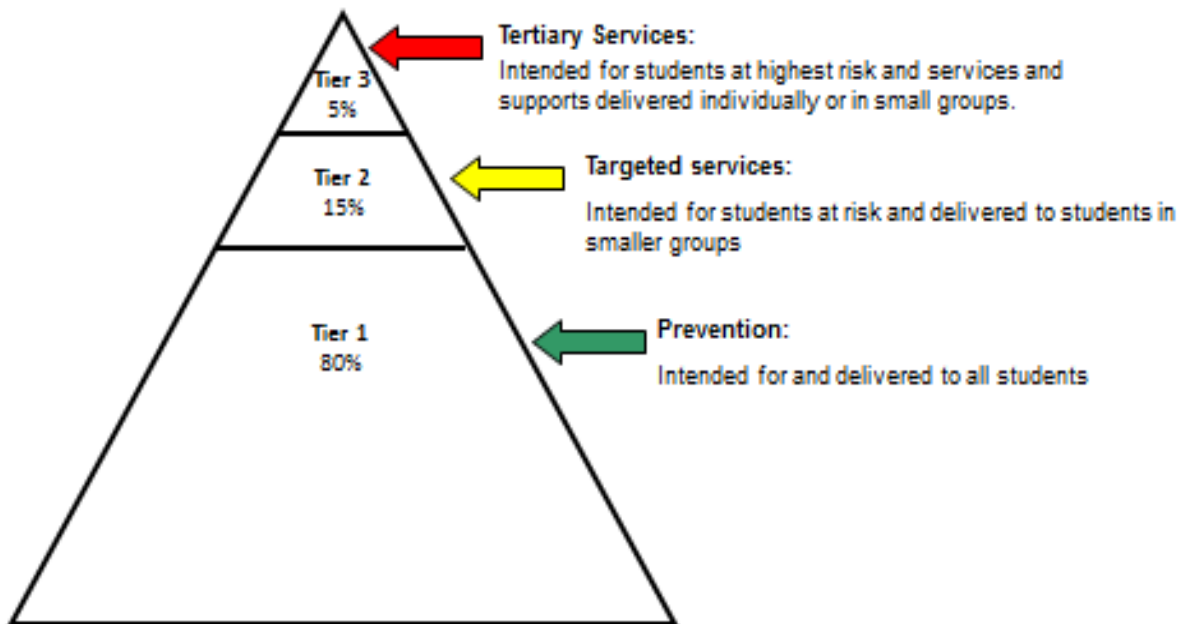 Tertiary Services:
Intended for students at highest risk and services and
supports delivered individually or in small groups.
Tier 3
5%
Targeted services:
Intended for students at risk and delivered to students in
smaller groups
Tier 2
15%
Prevention:
Intended for and delivered to all students
Tier 1
80%